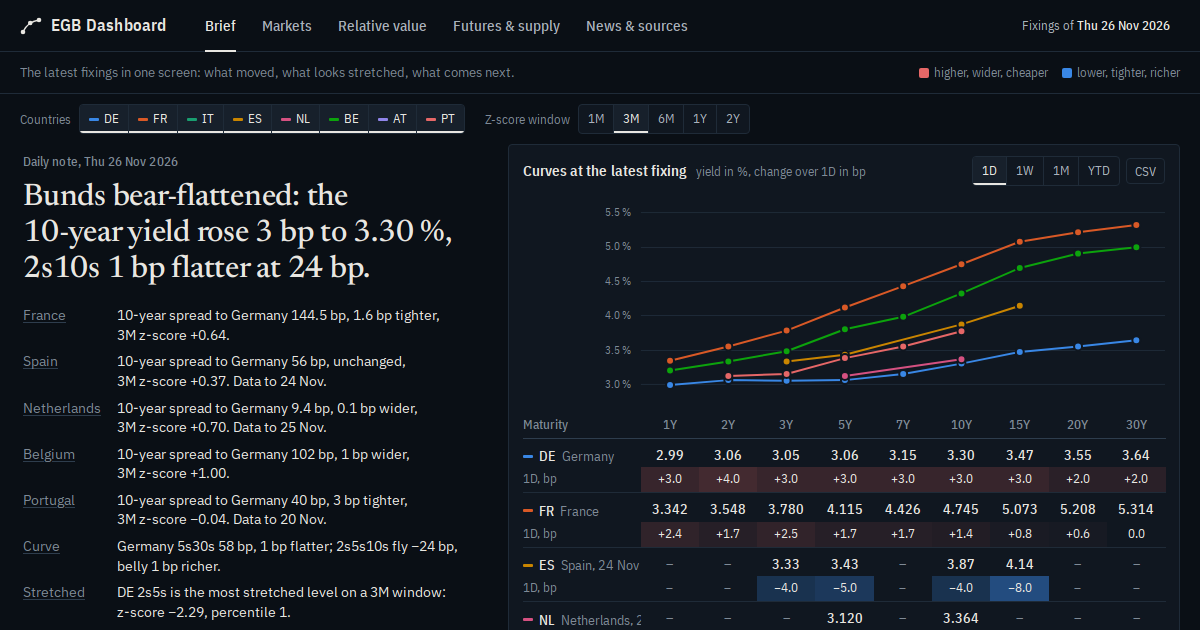 EGB Dashboard Brief Markets Relative value Futures & supply News & sources Fixings of Thu 26 Nov 2026
The latest fixings in one screen: what moved, what looks stretched, what comes next. higher, wider, cheaper lower, tighter, richer
Countries DE FR IT ES NL BE AT PT Z-score window 1M 3M 6M 1Y 2Y
Daily note, Thu 26 Nov 2026
Bunds bear-flattened: the
10-year yield rose 3 bp to 3.30 %,
2s10s 1 bp flatter at 24 bp.
France 10-year spread to Germany 144.5 bp, 1.6 bp tighter,
3M z-score +0.64.
Spain 10-year spread to Germany 56 bp, unchanged,
3M z-score +0.37. Data to 24 Nov.
Netherlands 10-year spread to Germany 9.4 bp, 0.1 bp wider,
3M z-score +0.70. Data to 25 Nov.
Belgium 10-year spread to Germany 102 bp, 1 bp wider,
3M z-score +1.00.
Portugal 10-year spread to Germany 40 bp, 3 bp tighter,
3M z-score −0.04. Data to 20 Nov.
Curve Germany 5s30s 58 bp, 1 bp flatter; 2s5s10s fly −24 bp,
belly 1 bp richer.
Stretched DE 2s5s is the most stretched level on a 3M window:
z-score −2.29, percentile 1.
Curves at the latest fixing yield in %, change over 1D in bp 1D 1W 1M YTD CSV
5.5 %
5.0 %
4.5 %
4.0 %
3.5 %
3.0 %
Maturity 1Y 2Y 3Y 5Y 7Y 10Y 15Y 20Y 30Y
DE Germany 2.99 3.06 3.05 3.06 3.15 3.30 3.47 3.55 3.64
1D, bp +3.0 +4.0 +3.0 +3.0 +3.0 +3.0 +3.0 +2.0 +2.0
FR France 3.342 3.548 3.780 4.115 4.426 4.745 5.073 5.208 5.314
1D, bp +2.4 +1.7 +2.5 +1.7 +1.7 +1.4 +0.8 +0.6 0.0
ES Spain, 24 Nov – – 3.33 3.43 – 3.87 4.14 – –
1D, bp – – −4.0 −5.0 – −4.0 −8.0 – –
NL Netherlands, 2 – – – 3.120 – 3.364 – – –